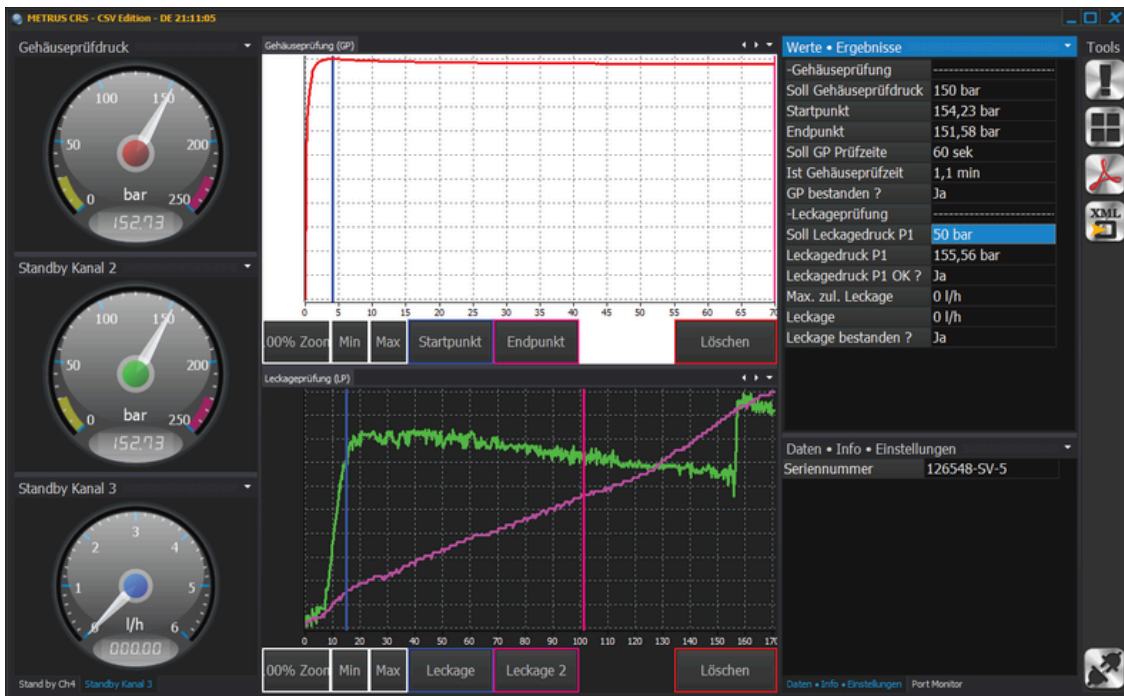 METRUS CRS - CSV Edition - DE 21:11:05
Gehäuseprüfdruck
50
100
150
200
0
bar
250
152.73
Standby Kanal 2
50
100
150
0
bar
250
152.73
Standby Kanal 3
1
2
3
4
5
0
l/h
6
000.00
Stand by Ch4 Standby Kanal 3
Gehäuseprüfung (GP)
0 5 10 15 20 25 30 35 40 45 50 55 60 65 70
00% Zoom Min Max Startpunkt Endpunkt Löschen
Leckageprüfung (LP)
0 10 20 30 40 50 60 70 80 90 100 110 120 130 140 150 160 170
00% Zoom Min Max Leckage Leckage 2 Löschen
Werte • Ergebnisse
-Gehäuseprüfung ------------------------
Soll Gehäuseprüfdruck 150 bar
Startpunkt 154,23 bar
Endpunkt 151,58 bar
Soll GP Prüfzeite 60 sek
Ist Gehäuseprüfzeit 1,1 min
GP bestanden ? Ja
-Leckageprüfung ------------------------
Soll Leckagedruck P1 50 bar
Leckagedruck P1 155,56 bar
Leckagedruck P1 OK ? Ja
Max. zul. Leckage 0 l/h
Leckage 0 l/h
Leckage bestanden ? Ja
Daten • Info • Einstellungen
Seriennummer 126548-SV-5
Daten • Info • Einstellungen Port Monitor
Tools
XML